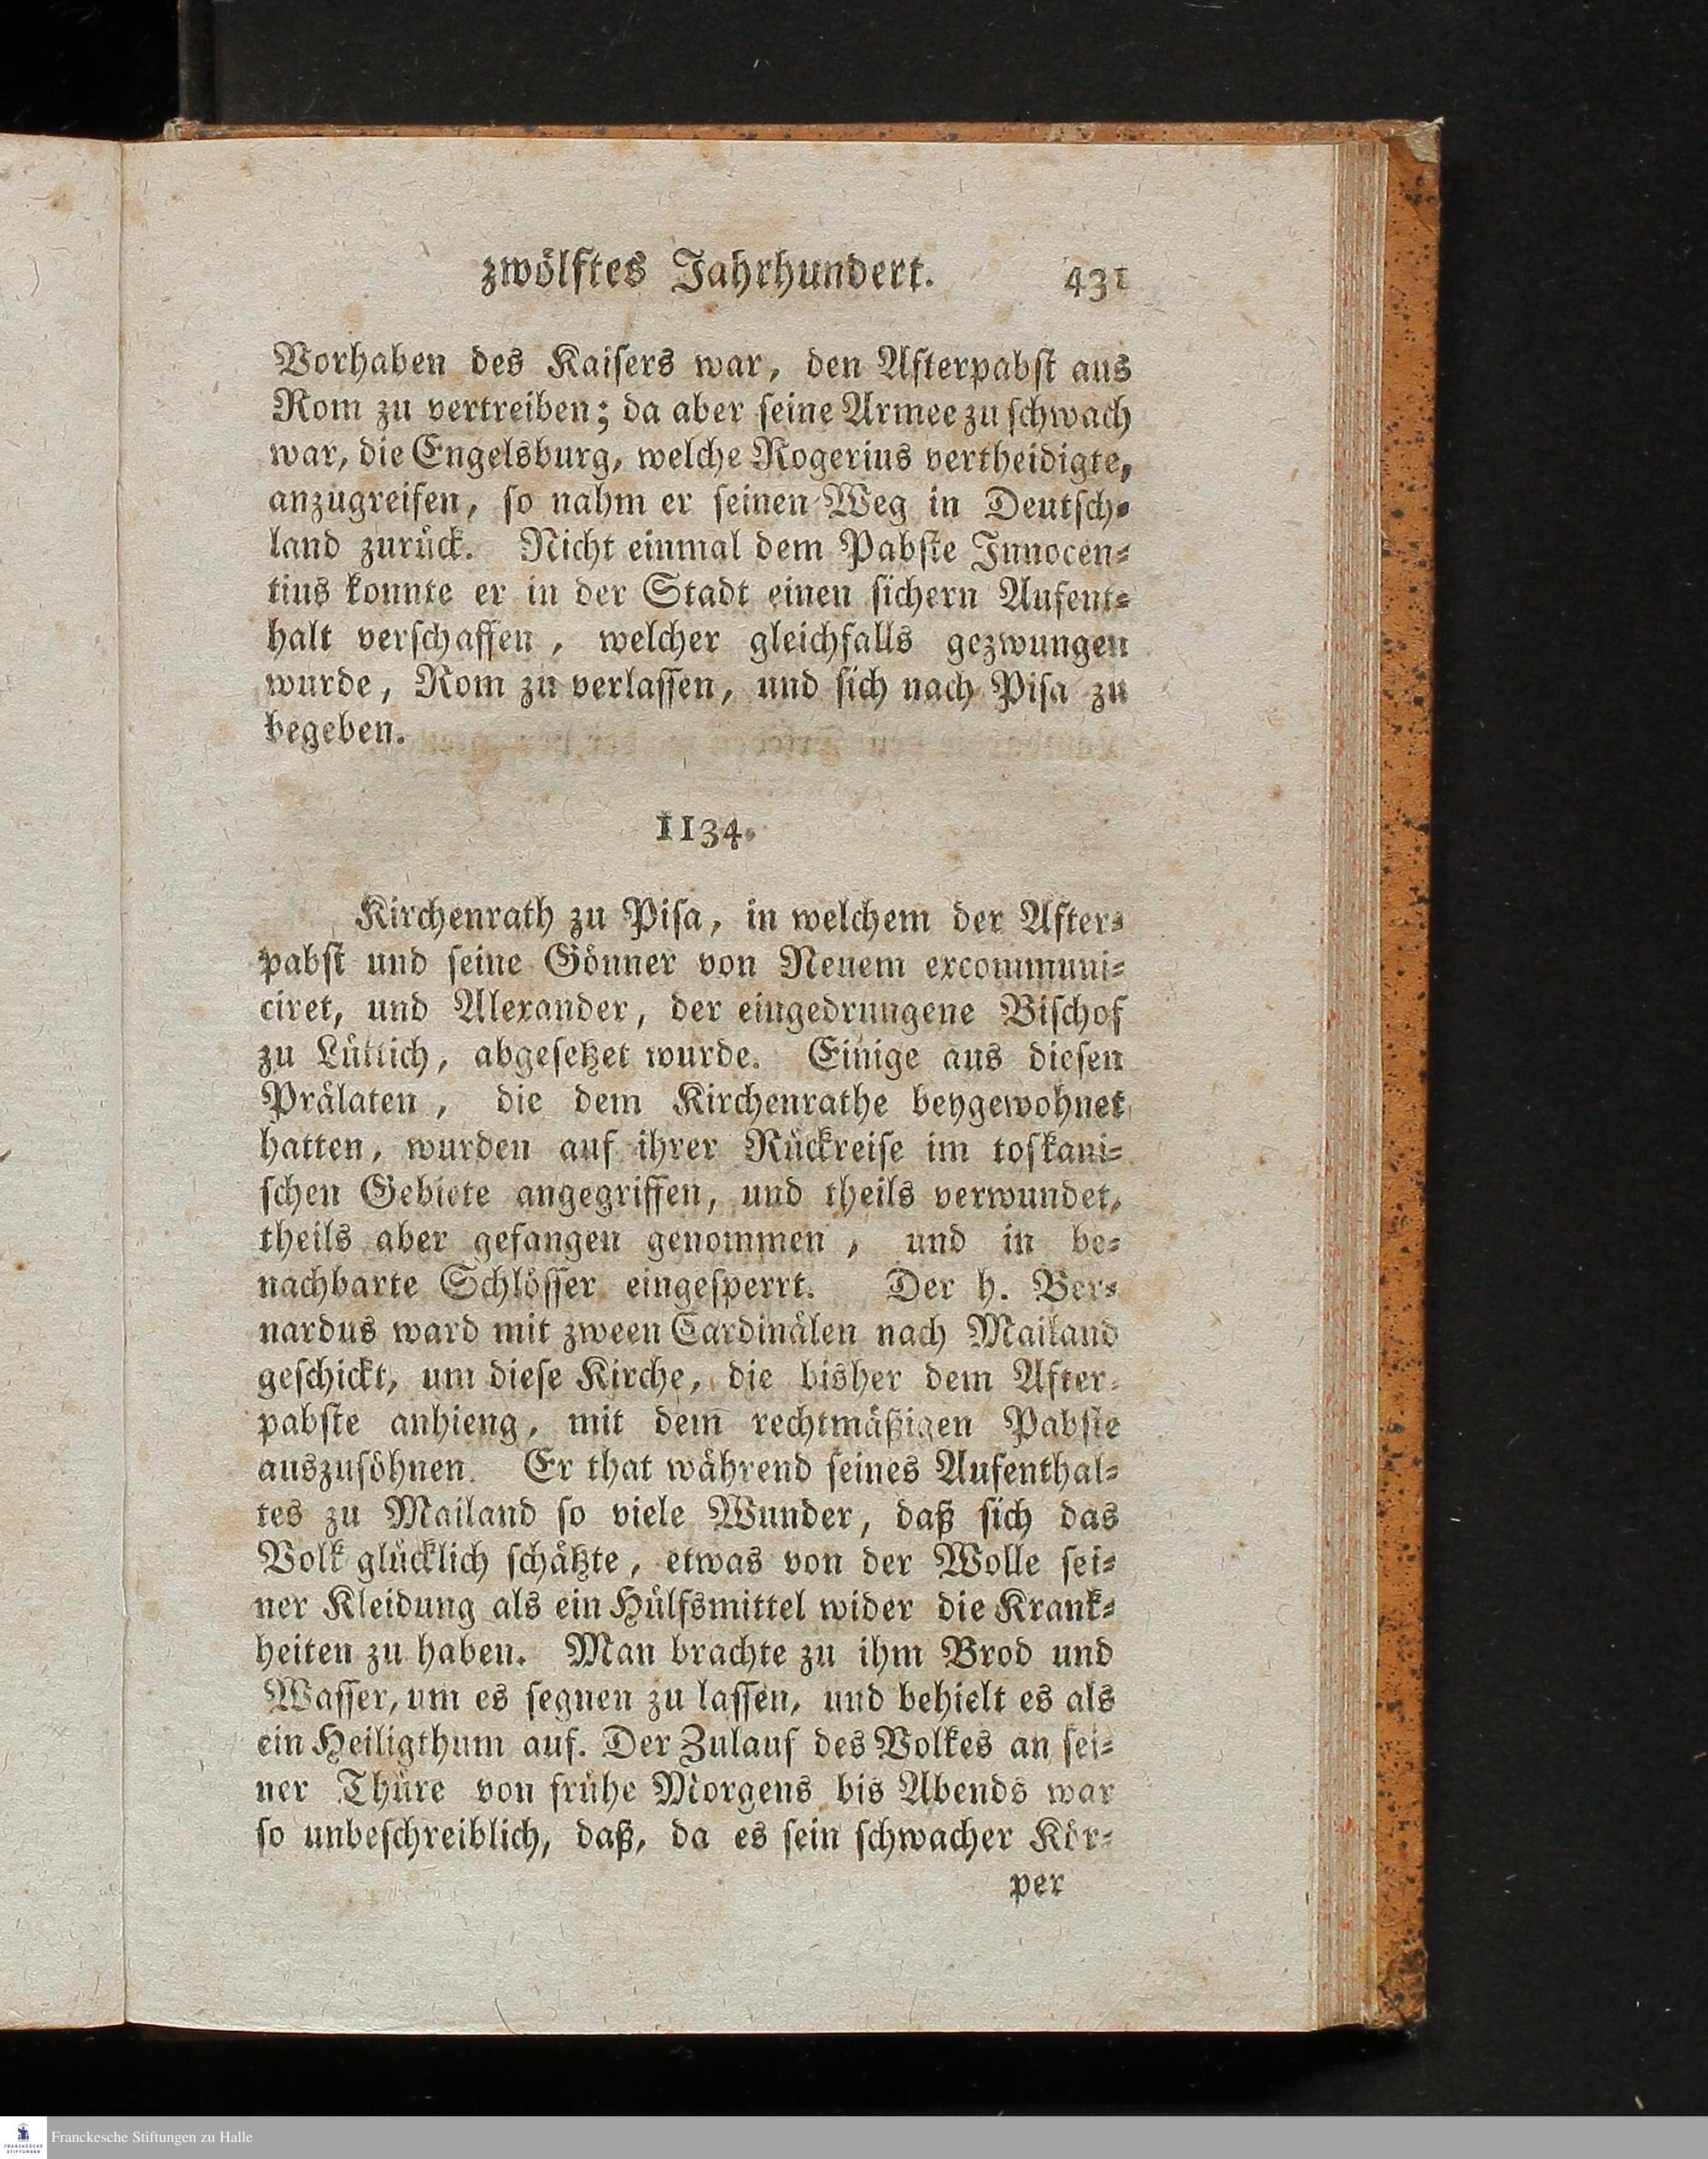 zwölftes Jahrhundert. 431
Vorhaben des Kaisers war, den Afterpabst aus
Rom zu vertreiben; da aber seine Armee zu schwach
war, die Engelsburg, welche Rogerius vertheidigte,
anzugreifen, so nahm er seinen Weg in Deutsch-
land zurück. Nicht einmal dem Pabste Innocen-
tius konnte er in der Stadt einen sichern Aufent-
halt verschaffen, welcher gleichfalls gezwungen
wurde, Rom zu verlassen, und sich nach Pisa zu
begeben.
1134.
Kirchenrath zu Pisa, in welchem der After-
pabst und seine Gönner von Neuem excommuni-
ciret, und Alexander, der eingedrungene Bischof
zu Lüttich, abgesetzet wurde. Einige aus diesen
Prälaten, die dem Kirchenrathe beygewohnet
hatten, wurden auf ihrer Rückreise im toskani-
schen Gebiete angegriffen, und theils verwundet,
theils aber gefangen genommen, und in be-
nachbarte Schlösser eingesperrt. Der h. Ber-
nardus ward mit zween Cardinälen nach Mailand
geschickt, um diese Kirche, die bisher dem After-
pabste anhieng, mit dem rechtmäßigen Pabste
auszusöhnen. Er that während seines Aufenthal-
tes zu Mailand so viele Wunder, daß sich das
Volk glücklich schätzte, etwas von der Wolle sei-
ner Kleidung als ein Hülfsmittel wider die Krank-
heiten zu haben. Man brachte zu ihm Brod und
Wasser, um es segnen zu lassen, und behielt es als
ein Heiligthum auf. Der Zulauf des Volkes an sei-
ner Thüre von frühe Morgens bis Abends war
so unbeschreiblich, daß, da es sein schwacher Kör-
per
Franckesche Stiftungen zu Halle
FRANCKESCHE
STIFTUNGEN